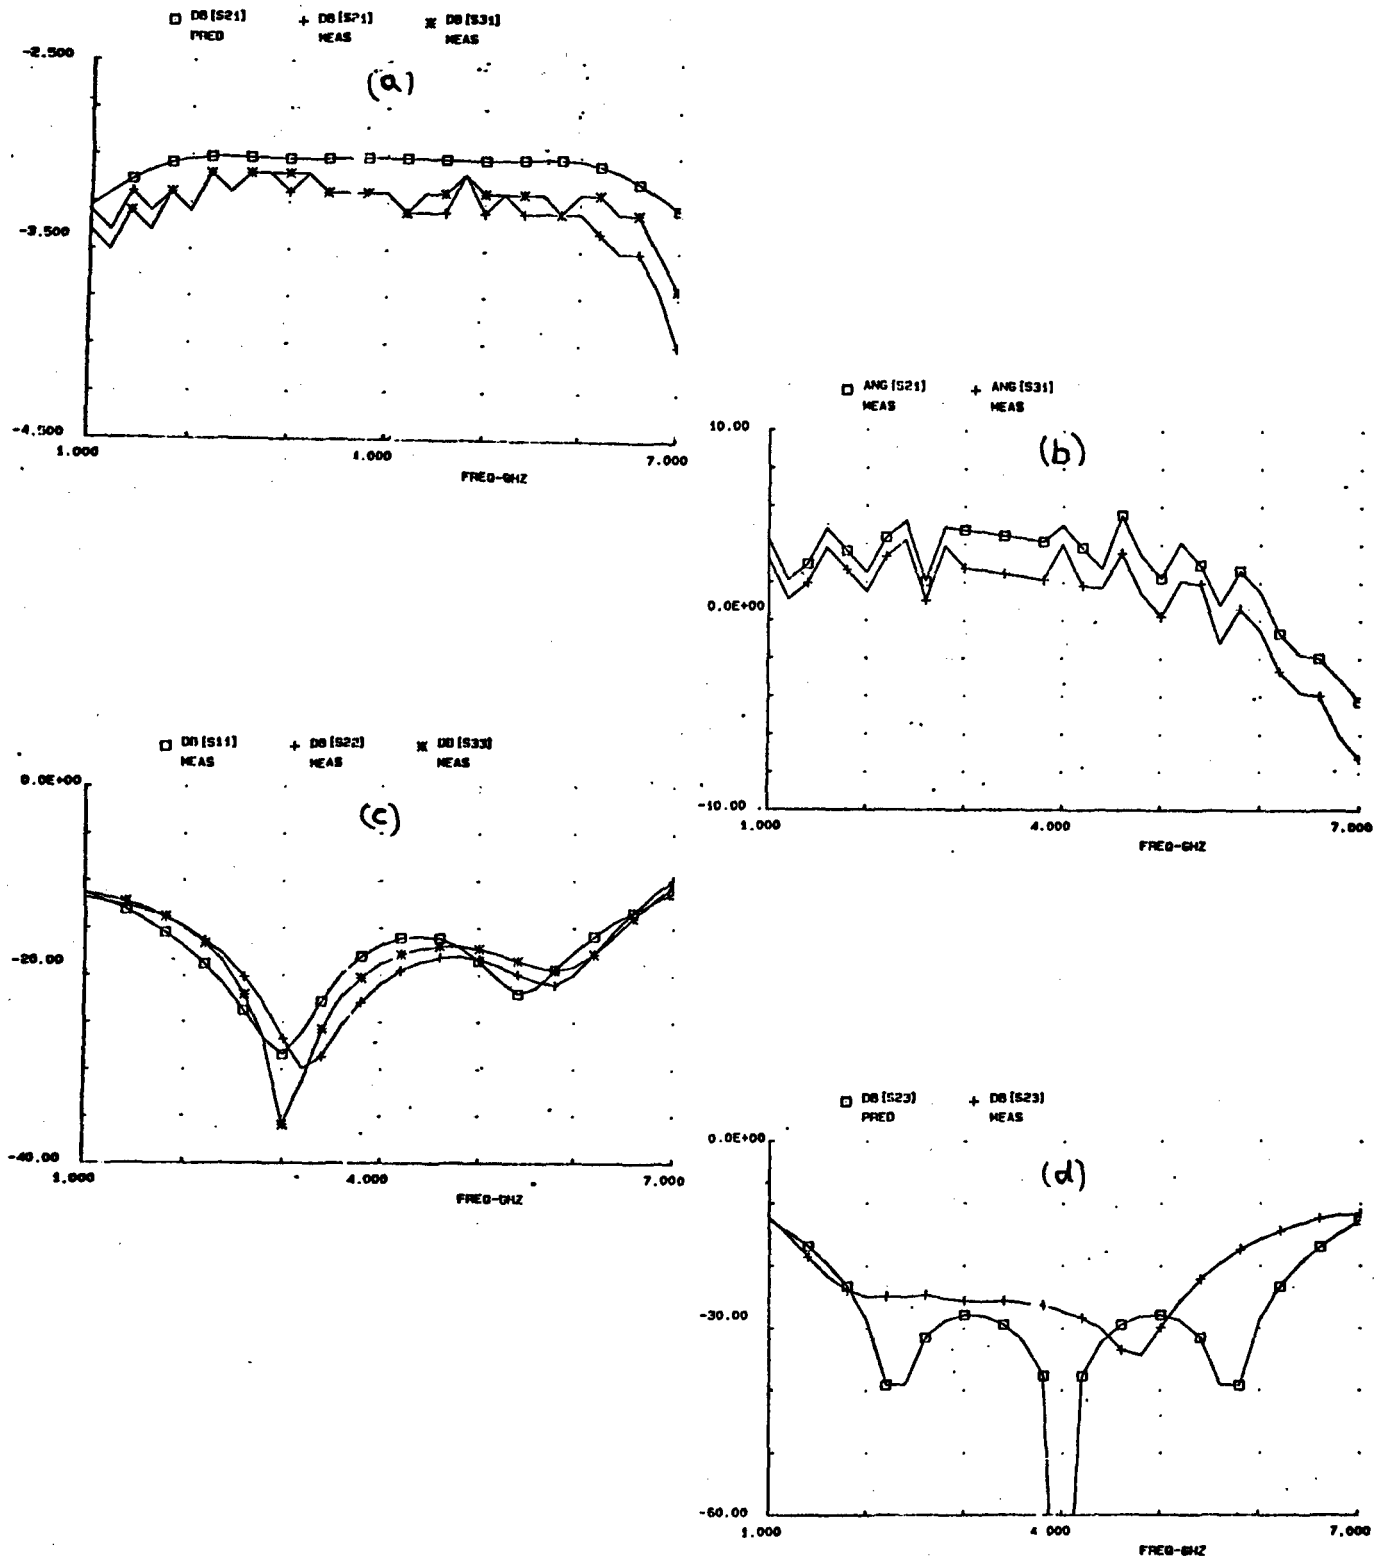 DB[S21] DB[S21] DB[S31]
PRED MEAS MEAS
-2.500
(a)
-3.500
-4.500
1.000 4.000 7.000
FREQ-GHZ
ANG[S21] ANG[S31]
MEAS MEAS
10.00
(b)
0.0E+00
-10.00
1.000 4.000 7.000
FREQ-GHZ
DB[S11] DB[S22] DB[S33]
MEAS MEAS MEAS
0.0E+00
(c)
-20.00
-40.00
1.000 4.000 7.000
FREQ-GHZ
DB[S23] DB[S23]
PRED MEAS
0.0E+00
(d)
-30.00
-60.00
1.000 4.000 7.000
FREQ-GHZ